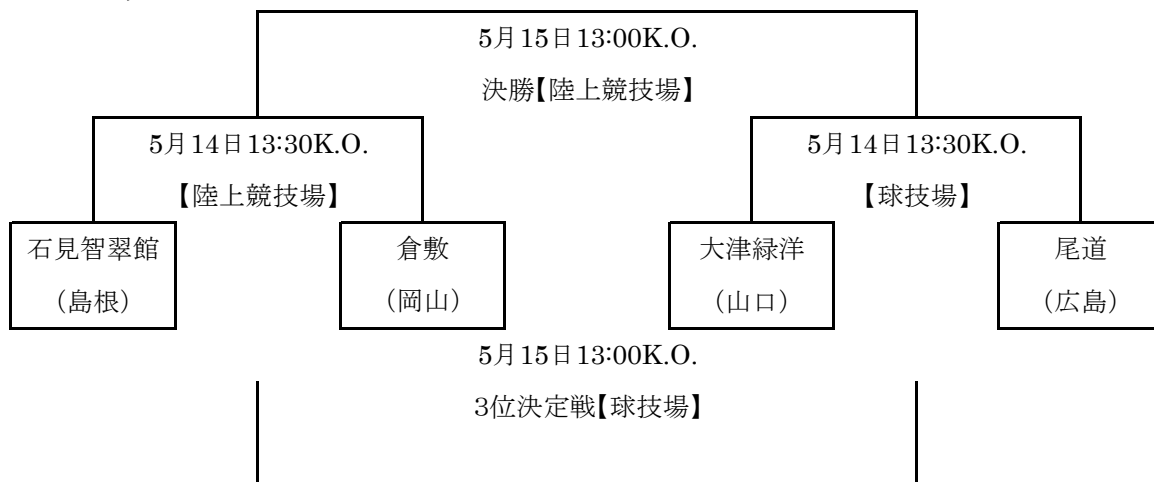 5月15日13:00K.O.
決勝【陸上競技場】
5月14日13:30K.O.
【陸上競技場】
5月14日13:30K.O.
【球技場】
石見智翠館
（島根）
倉敷
（岡山）
大津緑洋
（山口）
尾道
（広島）
5月15日13:00K.O.
3位決定戦【球技場】